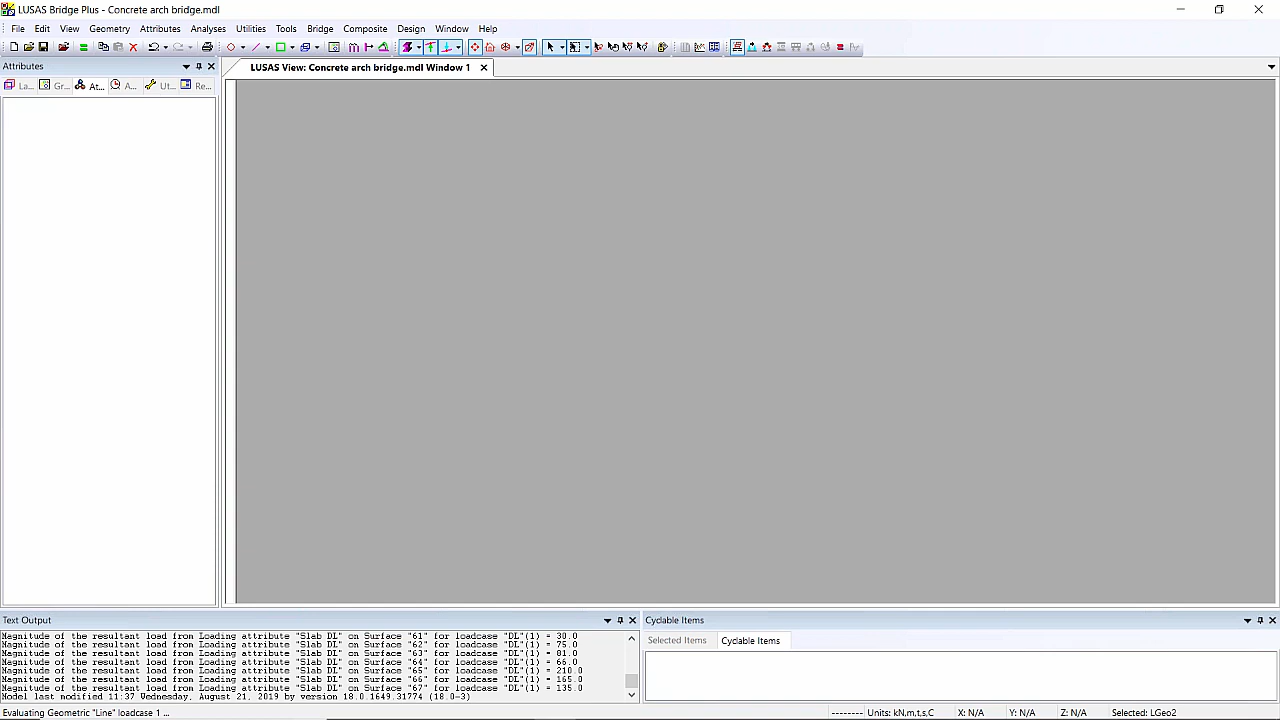 LUSAS Bridge Plus - Concrete arch bridge.mdl
File Edit View Geometry Attributes Analyses Utilities Tools Bridge Composite Design Window Help
Attributes
LUSAS View: Concrete arch bridge.mdl Window 1
La... Gr... At... A... Ut... Re...
Text Output
Magnitude of the resultant load from Loading attribute "Slab DL" on Surface "61" for loadcase "DL"(1) = 30.0
Magnitude of the resultant load from Loading attribute "Slab DL" on Surface "62" for loadcase "DL"(1) = 75.0
Magnitude of the resultant load from Loading attribute "Slab DL" on Surface "63" for loadcase "DL"(1) = 81.0
Magnitude of the resultant load from Loading attribute "Slab DL" on Surface "64" for loadcase "DL"(1) = 66.0
Magnitude of the resultant load from Loading attribute "Slab DL" on Surface "65" for loadcase "DL"(1) = 210.0
Magnitude of the resultant load from Loading attribute "Slab DL" on Surface "66" for loadcase "DL"(1) = 165.0
Magnitude of the resultant load from Loading attribute "Slab DL" on Surface "67" for loadcase "DL"(1) = 135.0
Model last modified 11:37 Wednesday, August 21, 2019 by version 18.0.1649.31774 (18.0-3)
Cyclable Items
Selected Items Cyclable Items
Evaluating Geometric "Line" loadcase 1 ...
-------- Units: kN,m,t,s,C X: N/A Y: N/A Z: N/A Selected: LGeo2